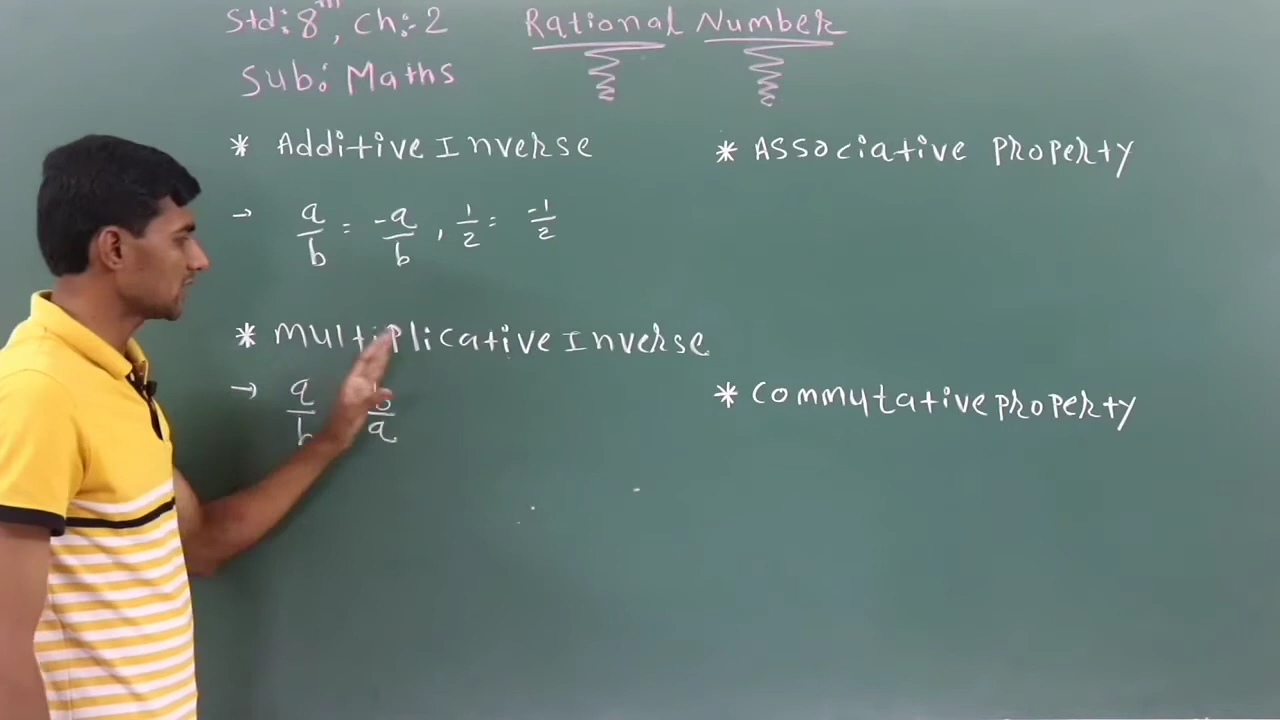 Std:8th, Ch:-2
Rational Number
Sub: Maths
* Additive Inverse
→ a/b = -a/b, 1/2 = -1/2
* Multiplicative Inverse
→ a/b b/a
* Associative Property
* Commutative property